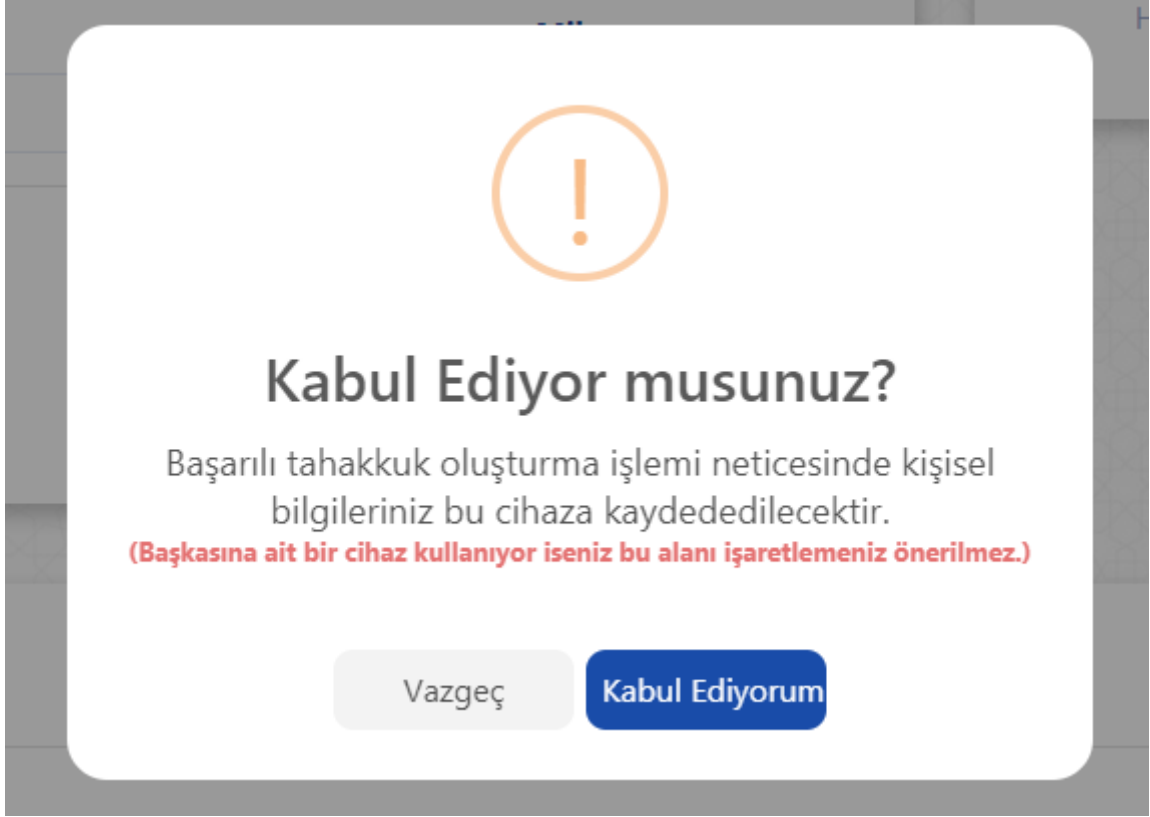 Kabul Ediyor musunuz?
Başarılı tahakkuk oluşturma işlemi neticesinde kişisel
bilgileriniz bu cihaza kaydededilecektir.
(Başkasına ait bir cihaz kullanıyor iseniz bu alanı işaretlemeniz önerilmez.)
Vazgeç
Kabul Ediyorum